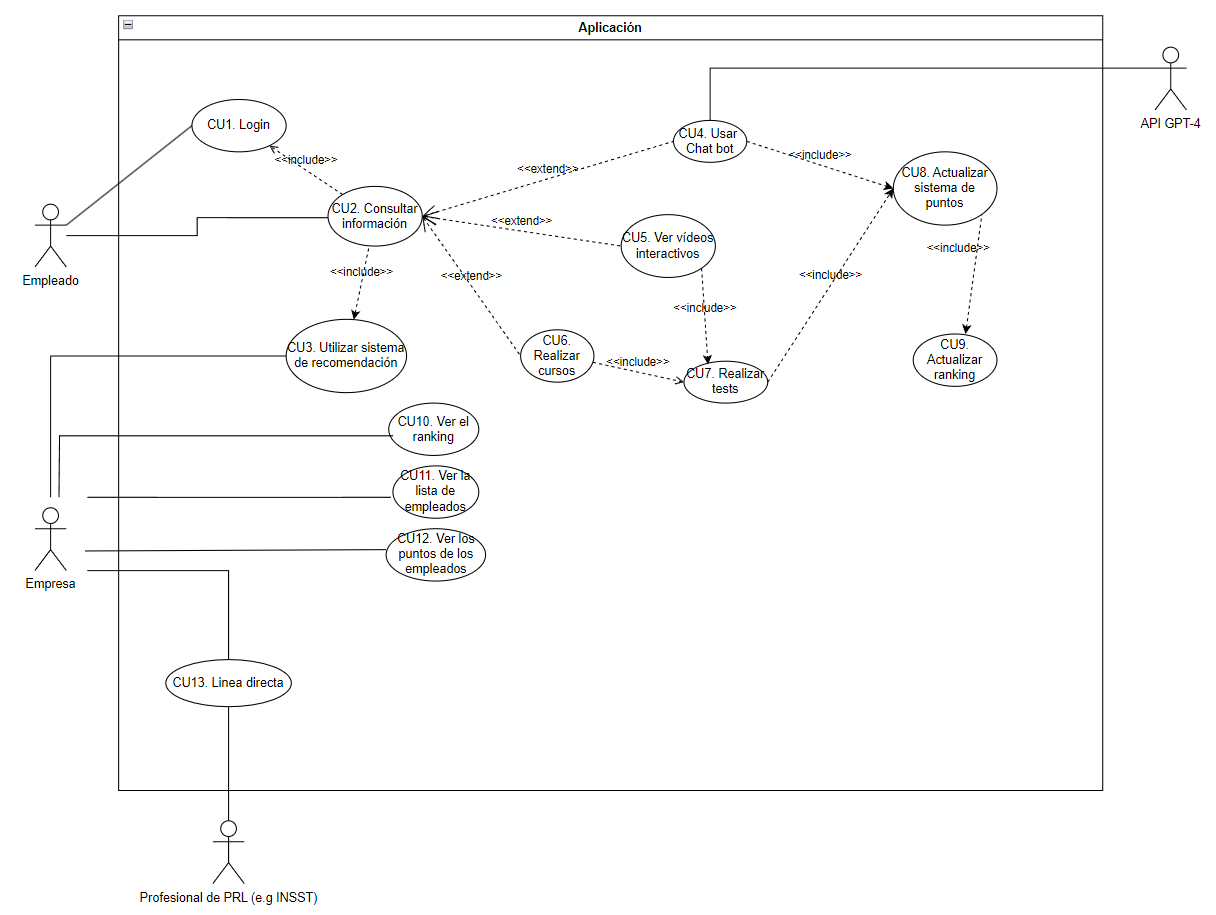 Aplicación
API GPT-4
CU1. Login
CU4. Usar
Chat bot
<<include>>
<<include>>
<<extend>>
CU8. Actualizar
sistema de
puntos
CU2. Consultar
información
<<extend>>
CU5. Ver vídeos
interactivos
<<include>>
Empleado
<<include>>
<<extend>>
<<include>>
<<include>>
CU3. Utilizar sistema
de recomendación
CU6.
Realizar
cursos
<<include>>
CU7. Realizar
tests
CU9.
Actualizar
ranking
CU10. Ver el
ranking
CU11. Ver la
lista de
empleados
CU12. Ver los
puntos de los
empleados
Empresa
CU13. Linea directa
Profesional de PRL (e.g INSST)